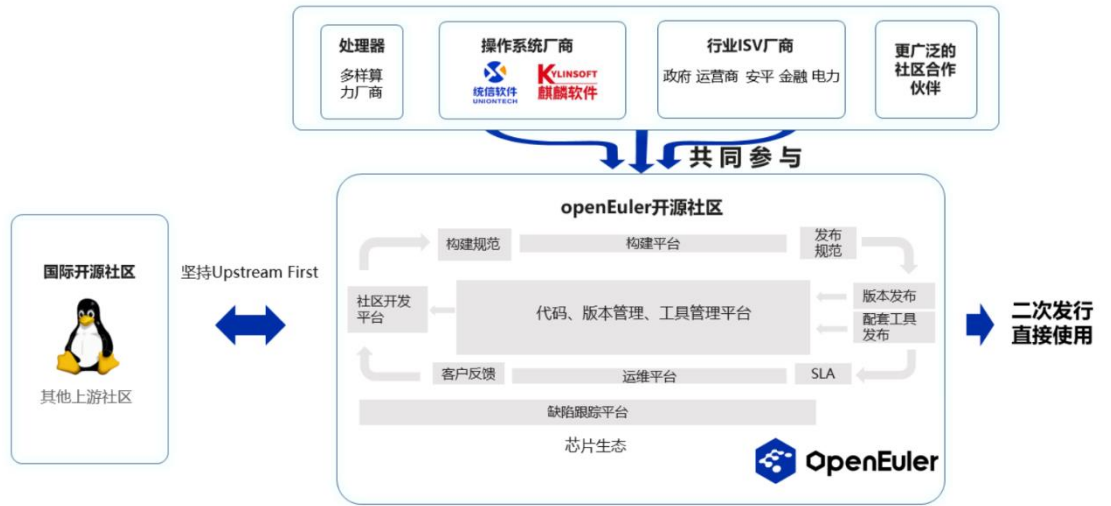 处理器
多样算
力厂商
操作系统厂商
统信软件
UNIONTECH
KYLINSOFT
麒麟软件
行业ISV厂商
政府 运营商 安平 金融 电力
更广泛的
社区合作
伙伴
共同参与
国际开源社区
其他上游社区
坚持Upstream First
openEuler开源社区
构建规范
构建平台
发布
规范
社区开发
平台
代码、版本管理、工具管理平台
版本发布
配套工具
发布
客户反馈
运维平台
SLA
缺陷跟踪平台
芯片生态
OpenEuler
二次发行
直接使用